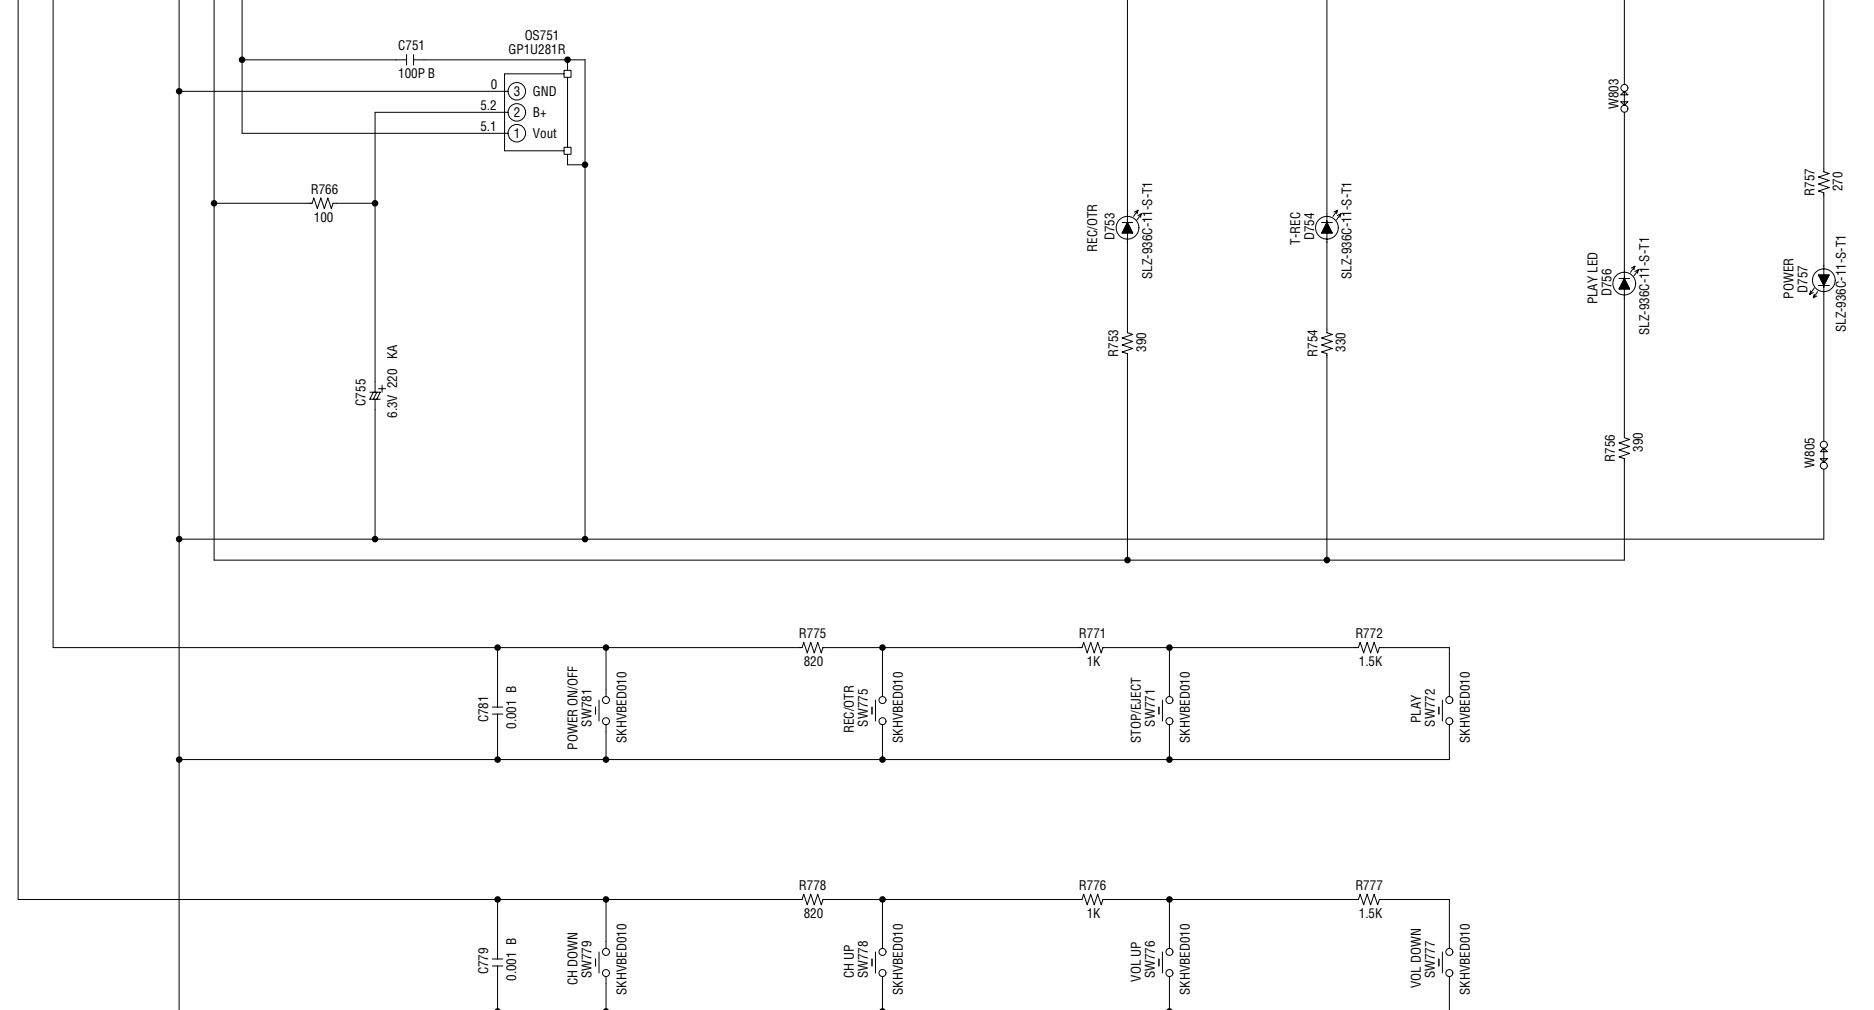 C751
100P B
OS751
GP1U281R
0
3
GND
5.2
2
B+
5.1
1
Vout
R766
100
C755
6.3V 220 KA
REC/OTR
D753
SLZ-936C-11-S-T1
R753
390
T-REC
D754
SLZ-936C-11-S-T1
R754
330
W803
PLAY LED
D756
SLZ-936C-11-S-T1
R756
390
R757
270
POWER
D757
SLZ-936C-11-S-T1
W805
R775
820
R771
1K
R772
1.5K
C781
0.001 B
POWER ON/OFF
SW781
SKHVBED010
REC/OTR
SW775
SKHVBED010
STOP/EJECT
SW771
SKHVBED010
PLAY
SW772
SKHVBED010
R778
820
R776
1K
R777
1.5K
C779
0.001 B
CH DOWN
SW779
SKHVBED010
CH UP
SW778
SKHVBED010
VOL UP
SW776
SKHVBED010
VOL DOWN
SW777
SKHVBED010